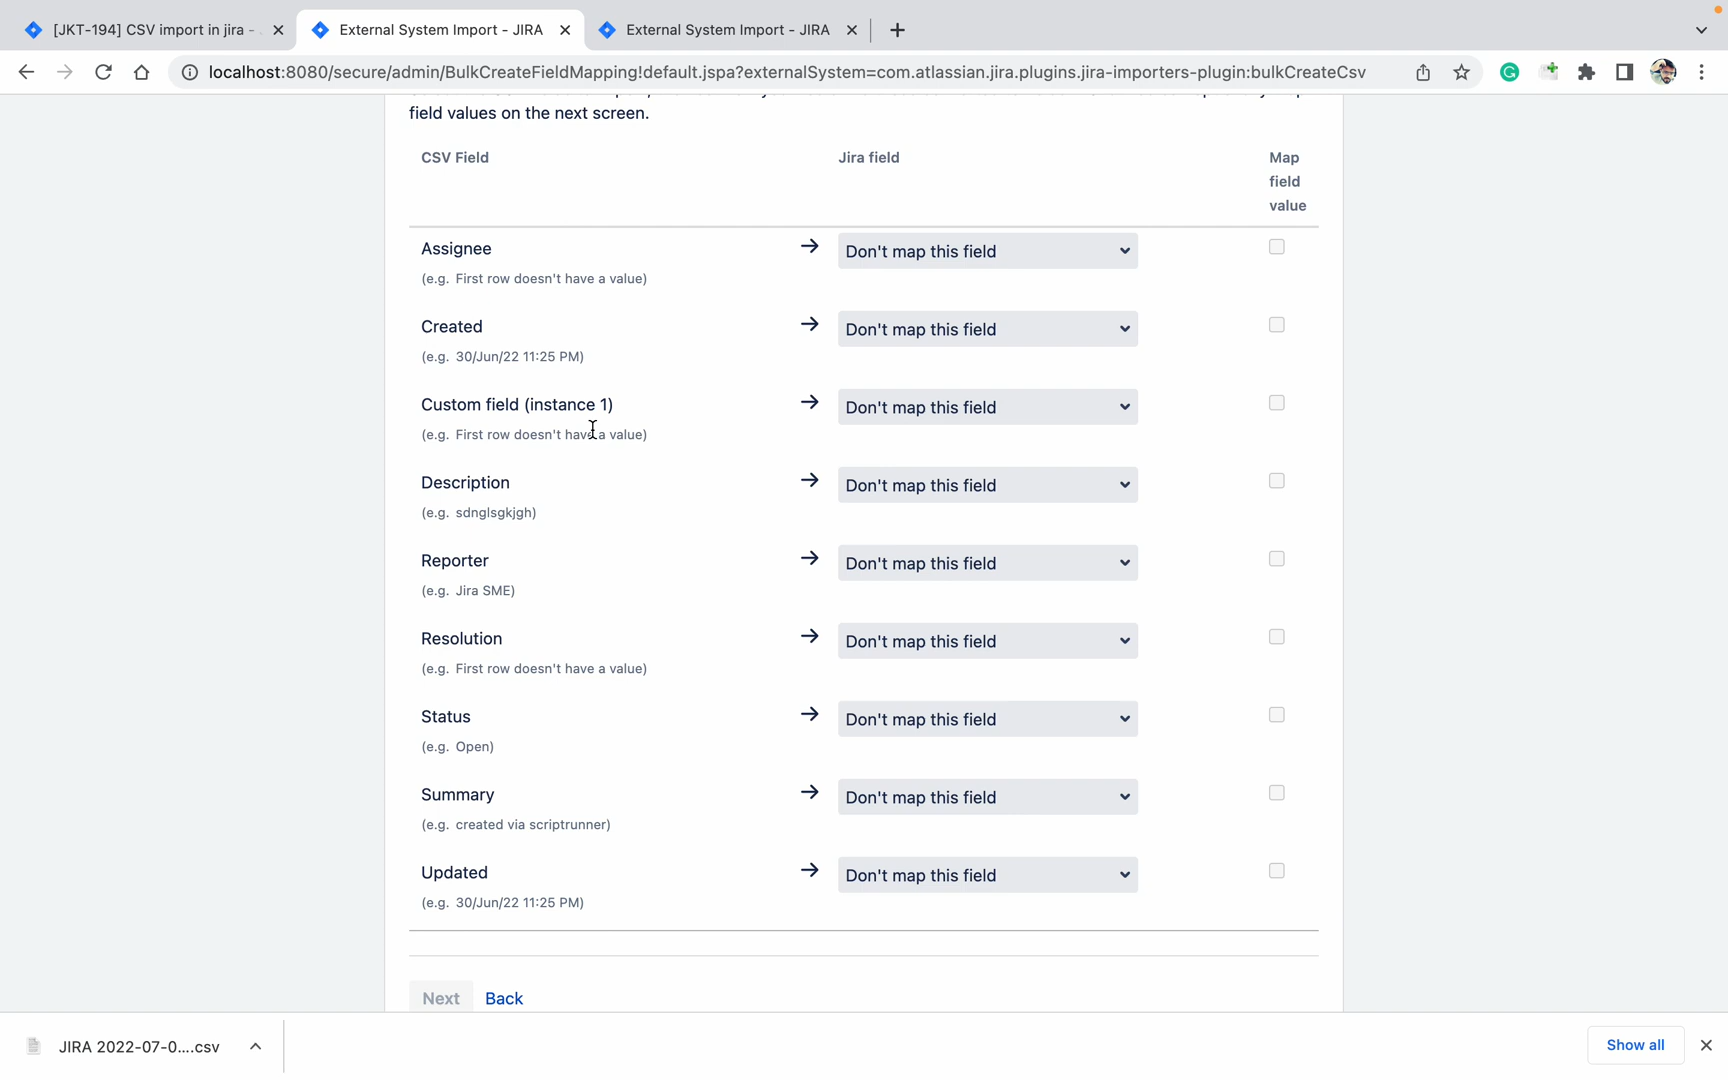 [JKT-194] CSV import in jira -
External System Import - JIRA
External System Import - JIRA
localhost:8080/secure/admin/BulkCreateFieldMapping!default.jspa?externalSystem=com.atlassian.jira.plugins.jira-importers-plugin:bulkCreateCsv
field values on the next screen.
CSV Field
Jira field
Map
field
value
Assignee
Don't map this field
(e.g. First row doesn't have a value)
Created
Don't map this field
(e.g. 30/Jun/22 11:25 PM)
Custom field (instance 1)
Don't map this field
(e.g. First row doesn't have a value)
Description
Don't map this field
(e.g. sdnglsgkjgh)
Reporter
Don't map this field
(e.g. Jira SME)
Resolution
Don't map this field
(e.g. First row doesn't have a value)
Status
Don't map this field
(e.g. Open)
Summary
Don't map this field
(e.g. created via scriptrunner)
Updated
Don't map this field
(e.g. 30/Jun/22 11:25 PM)
Next
Back
JIRA 2022-07-0....csv
Show all